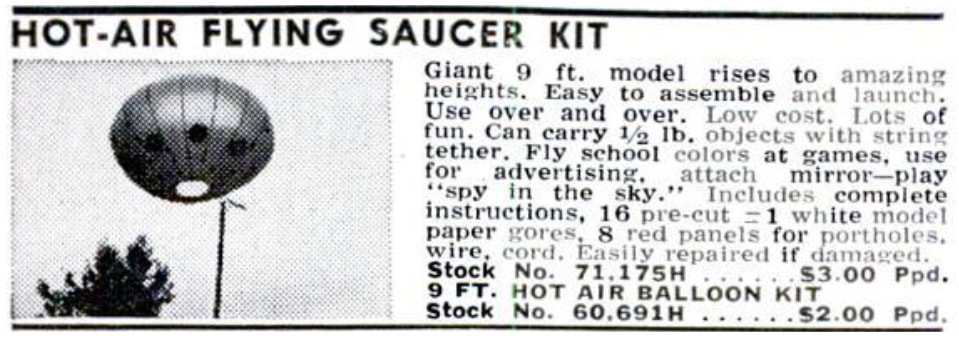 HOT-AIR FLYING SAUCER KIT
Giant 9 ft. model rises to amazing
heights. Easy to assemble and launch.
Use over and over. Low cost. Lots of
fun. Can carry 1/2 lb. objects with string
tether. Fly school colors at games, use
for advertising, attach mirror—play
“spy in the sky.” Includes complete
instructions, 16 pre-cut #1 white model
paper gores, 8 red panels for portholes,
wire, cord. Easily repaired if damaged.
Stock No. 71,175H ......$3.00 Ppd.
9 FT. HOT AIR BALLOON KIT
Stock No. 60,691H ......$2.00 Ppd.